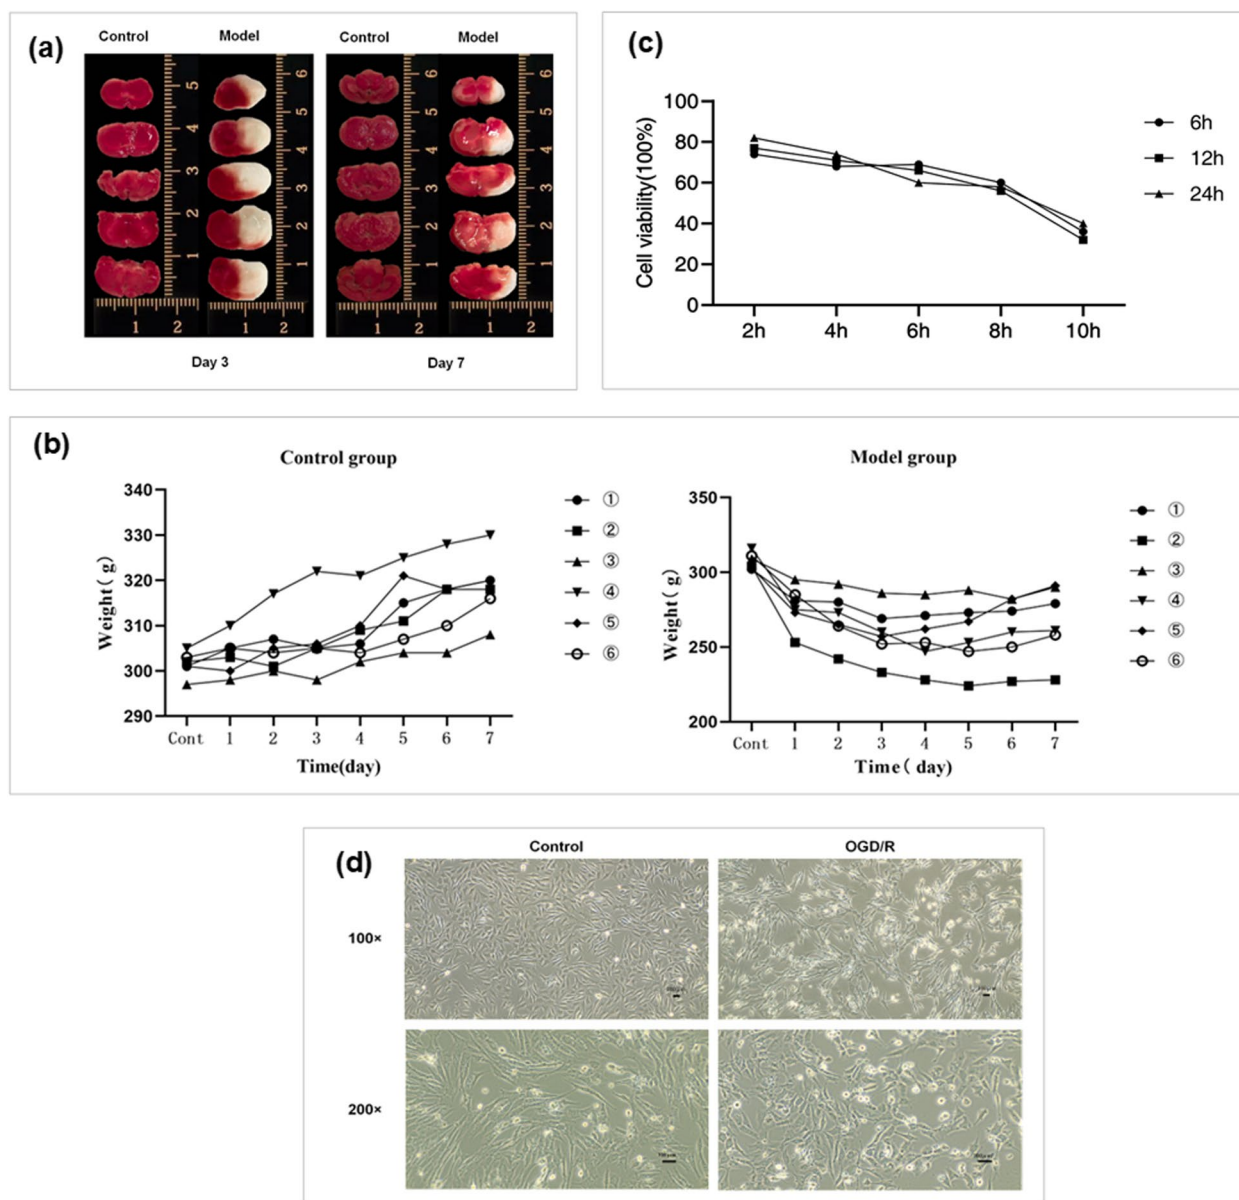 (a)
Control Model Control Model
5 4 3 2 1
6 5 4 3 2 1
6 5 4 3 2 1
6 5 4 3 2 1
1 2 1 2 1 2 1 2
Day 3 Day 7
(c)
Cell viability(100%)
100
80
60
40
20
0
2h 4h 6h 8h 10h
6h
12h
24h
(b)
Control group
Weight( g)
340
330
320
310
300
290
Cont 1 2 3 4 5 6 7
Time(day)
①
②
③
④
⑤
⑥
Model group
Weight( g)
350
300
250
200
Cont 1 2 3 4 5 6 7
Time( day)
①
②
③
④
⑤
⑥
(d)
Control OGD/R
100×
200×